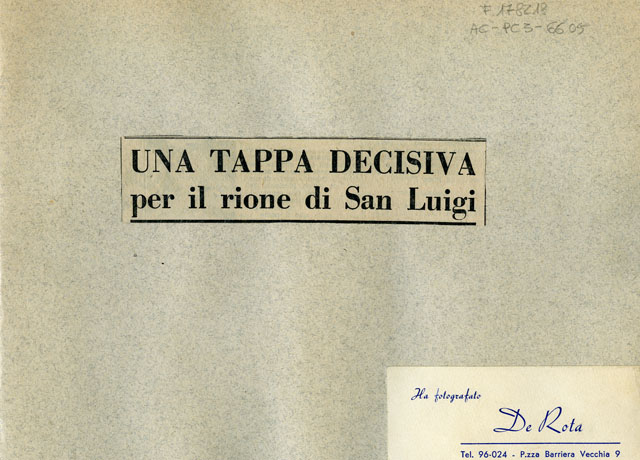 F. 178218
AC-PC3-66.05
UNA TAPPA DECISIVA
per il rione di San Luigi
Ha fotografato
De Rota
Tel. 96-024 - P.zza Barriera Vecchia 9